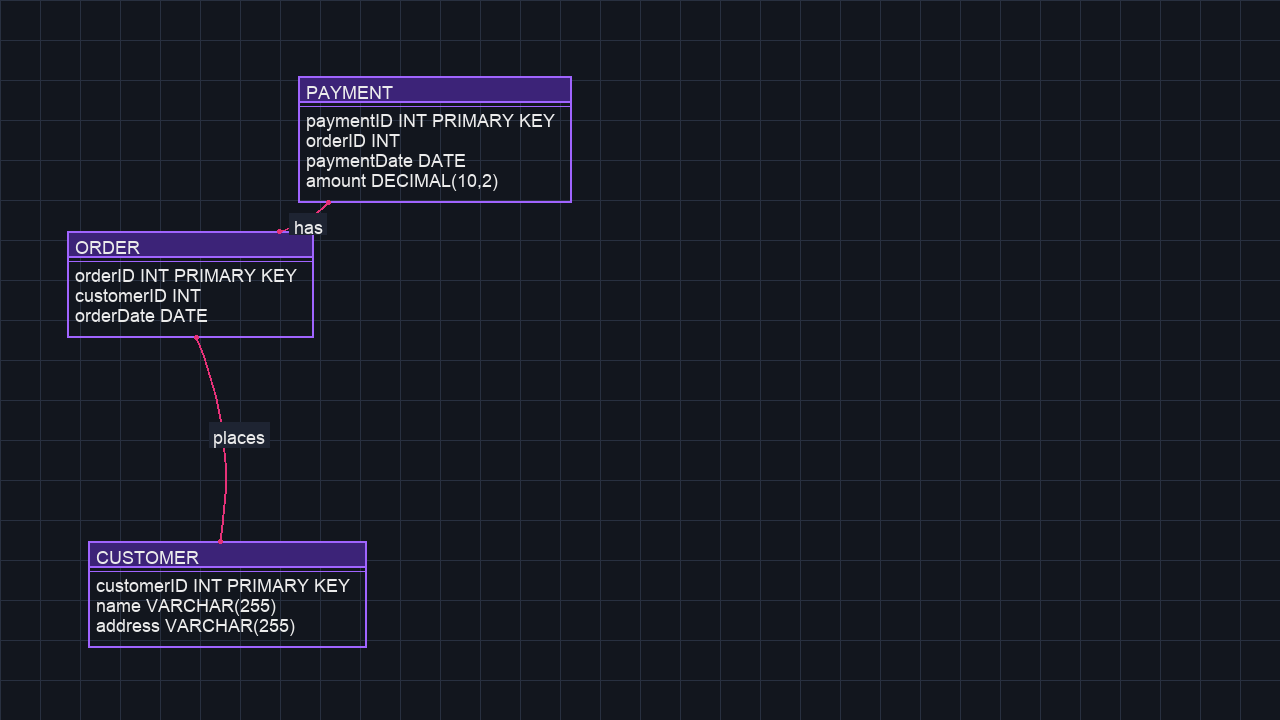 PAYMENT
paymentID INT PRIMARY KEY
orderID INT
paymentDate DATE
amount DECIMAL(10,2)
has
ORDER
orderID INT PRIMARY KEY
customerID INT
orderDate DATE
places
CUSTOMER
customerID INT PRIMARY KEY
name VARCHAR(255)
address VARCHAR(255)